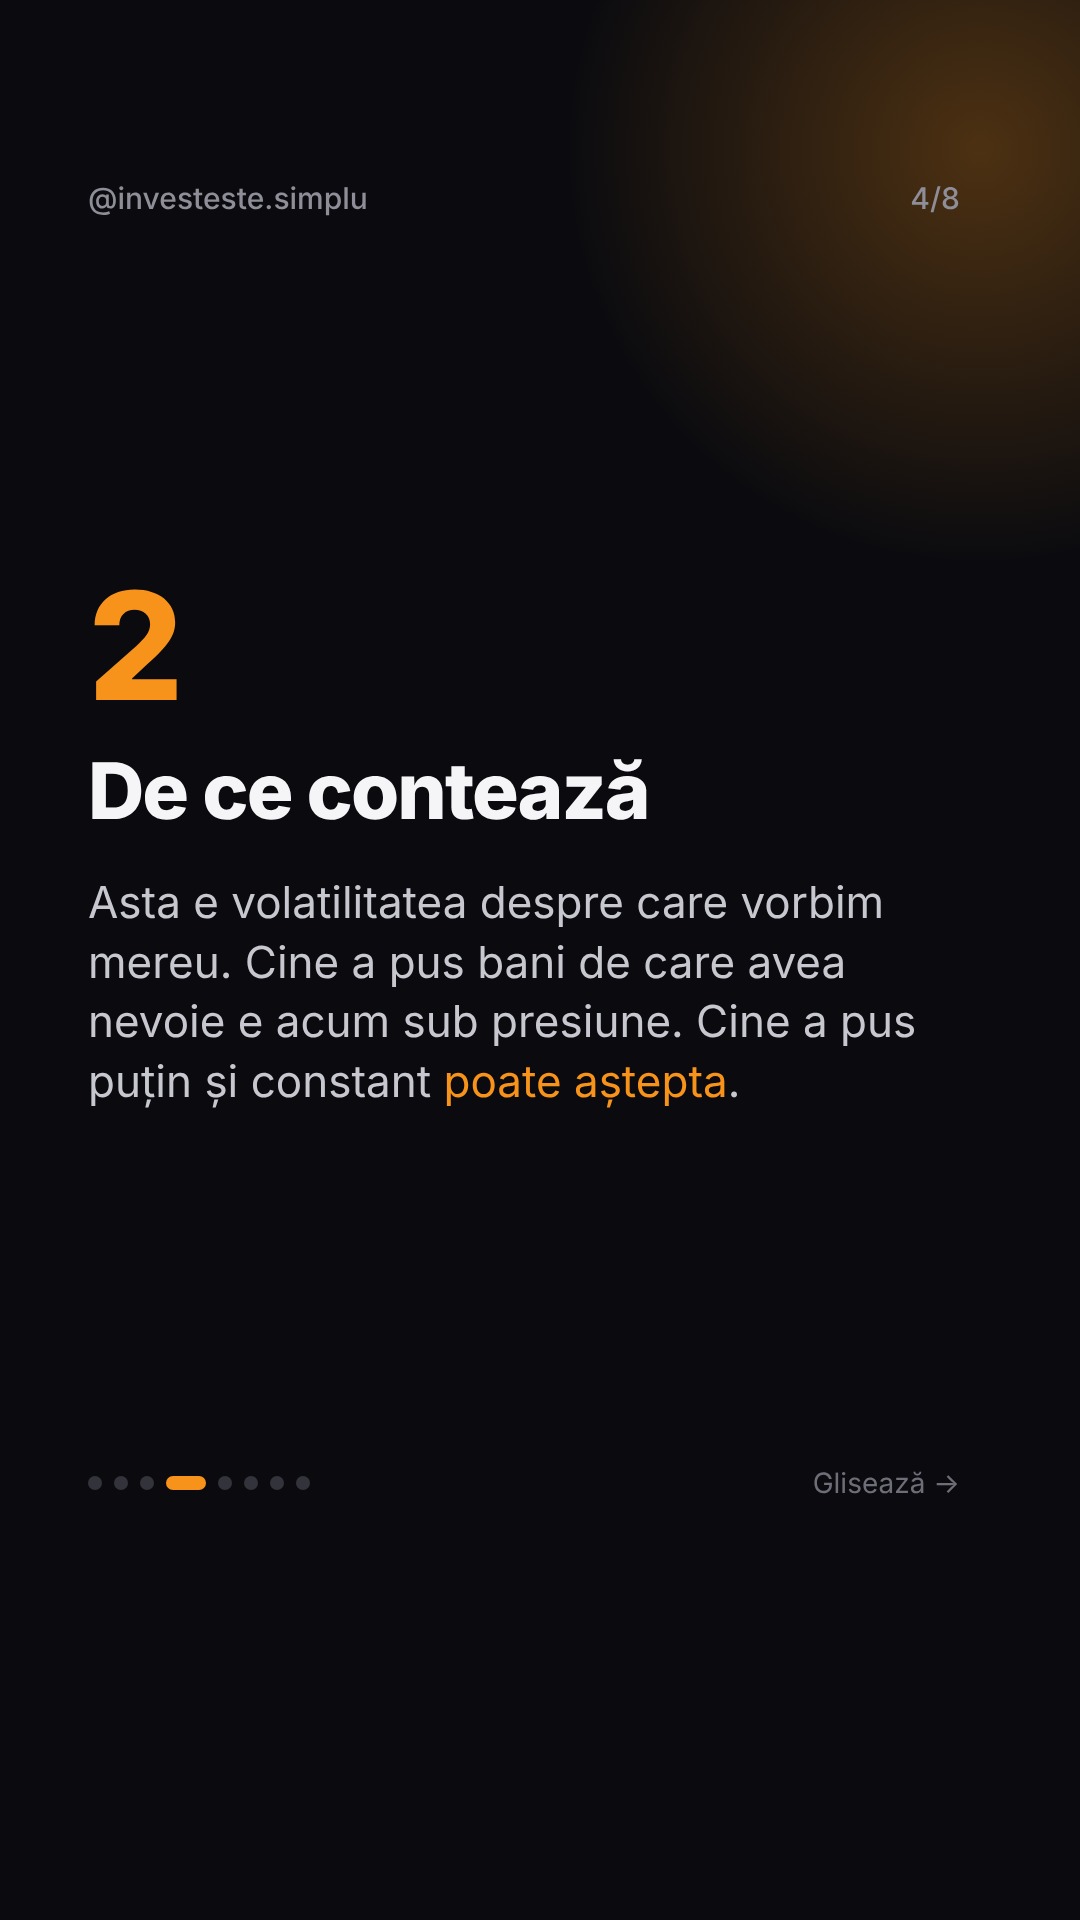 @investeste.simplu
4/8
2
De ce contează
Asta e volatilitatea despre care vorbim
mereu. Cine a pus bani de care avea
nevoie e acum sub presiune. Cine a pus
puțin și constant poate aștepta.
Glisează →